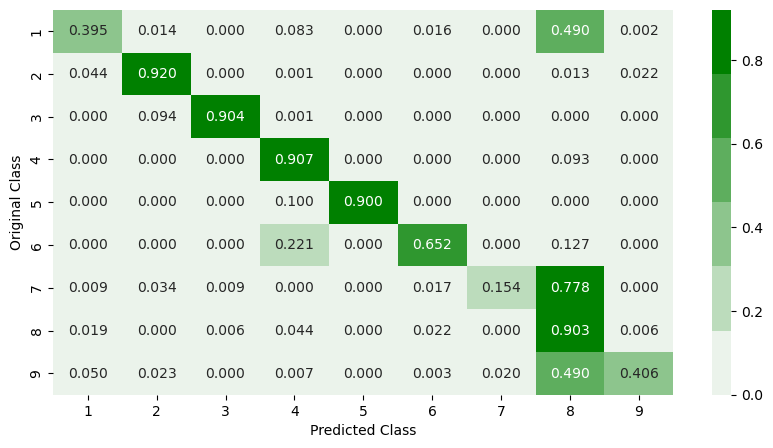 1 0.395 0.014 0.000 0.083 0.000 0.016 0.000 0.490 0.002
2 0.044 0.920 0.000 0.001 0.000 0.000 0.000 0.013 0.022
3 0.000 0.094 0.904 0.001 0.000 0.000 0.000 0.000 0.000
4 0.000 0.000 0.000 0.907 0.000 0.000 0.000 0.093 0.000
5 0.000 0.000 0.000 0.100 0.900 0.000 0.000 0.000 0.000
6 0.000 0.000 0.000 0.221 0.000 0.652 0.000 0.127 0.000
7 0.009 0.034 0.009 0.000 0.000 0.017 0.154 0.778 0.000
8 0.019 0.000 0.006 0.044 0.000 0.022 0.000 0.903 0.006
9 0.050 0.023 0.000 0.007 0.000 0.003 0.020 0.490 0.406
1 2 3 4 5 6 7 8 9
Predicted Class
Original Class
0.8
0.6
0.4
0.2
0.0